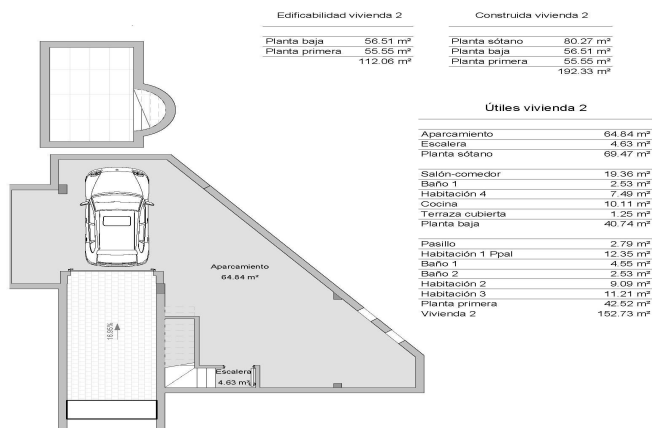 Edificabilidad vivienda 2
Planta baja 56.51 m²
Planta primera 55.55 m²
112.06 m²
Construida vivienda 2
Planta sótano 80.27 m²
Planta baja 56.51 m²
Planta primera 55.55 m²
192.33 m²
Útiles vivienda 2
Aparcamiento 64.84 m²
Escalera 4.63 m²
Planta sótano 69.47 m²
Salón-comedor 19.36 m²
Baño 1 2.53 m²
Habitación 4 7.49 m²
Cocina 10.11 m²
Terraza cubierta 1.25 m²
Planta baja 40.74 m²
Pasillo 2.79 m²
Habitación 1 Ppal 12.35 m²
Baño 1 4.55 m²
Baño 2 2.53 m²
Habitación 2 9.09 m²
Habitación 3 11.21 m²
Planta primera 42.52 m²
Vivienda 2 152.73 m²
Aparcamiento
64.84 m²
Escalera
4.63 m²